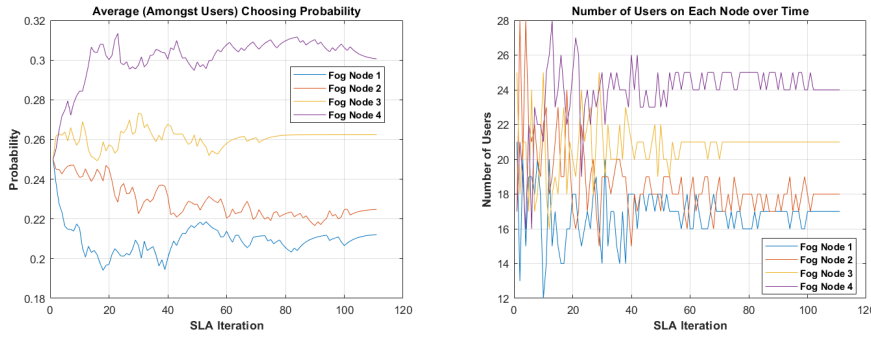 Average (Amongst Users) Choosing Probability
0.32
0.3
0.28
0.26
0.24
0.22
0.2
0.18
Probability
0
20
40
60
80
100
120
SLA Iteration
Fog Node 1
Fog Node 2
Fog Node 3
Fog Node 4
Number of Users on Each Node over Time
28
26
24
22
20
18
16
14
12
Number of Users
0
20
40
60
80
100
120
SLA Iteration
Fog Node 1
Fog Node 2
Fog Node 3
Fog Node 4